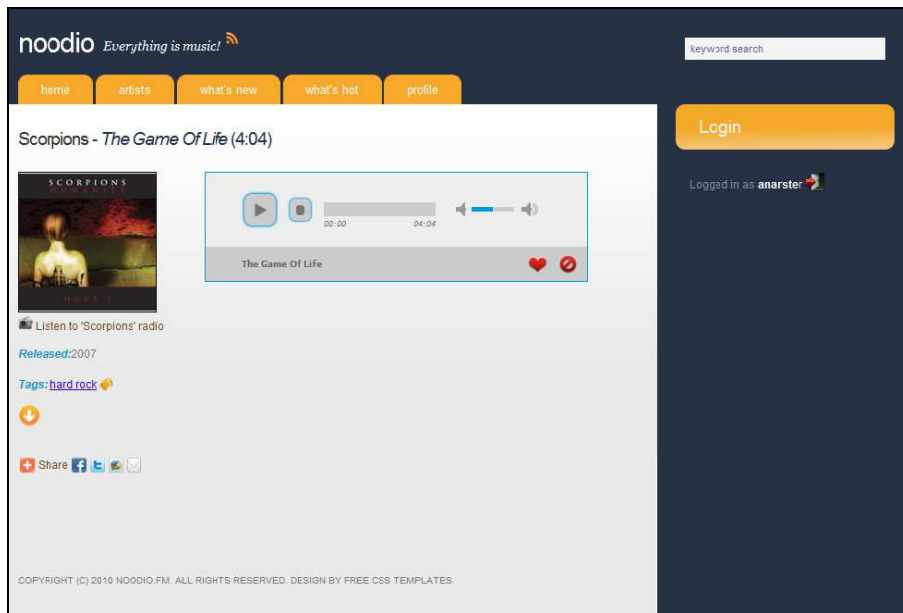 noodio Everything is music!
keyword search
home artists what's new what's hot profile
Login
Scorpions - The Game Of Life (4:04)
Logged in as anarster
SCORPIONS
HUMANITY
HOUR I
00:00 04:04
The Game Of Life
Listen to 'Scorpions' radio
Released:2007
Tags: hard rock
Share
COPYRIGHT (C) 2010 NOODIO.FM. ALL RIGHTS RESERVED. DESIGN BY FREE CSS TEMPLATES.